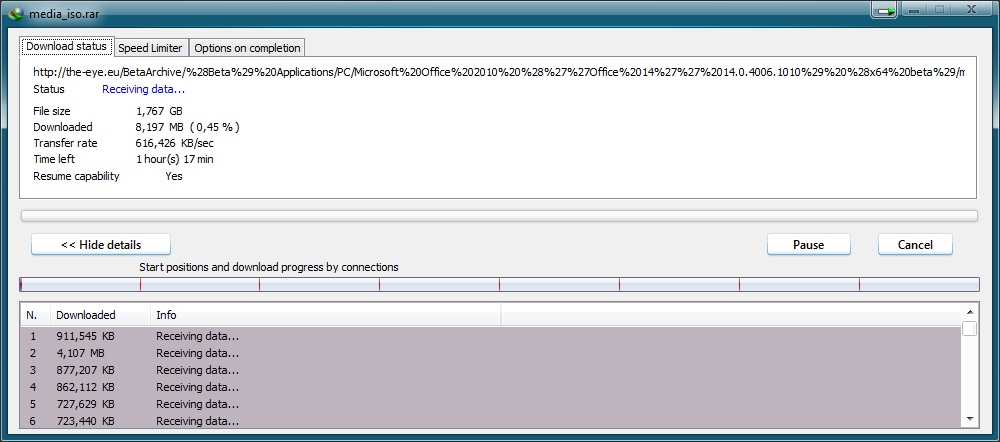 media_iso.rar
Download status Speed Limiter Options on completion
http://the-eye.eu/BetaArchive/%28Beta%29%20Applications/PC/Microsoft%20Office%202010%20%28%27%27Office%2014%27%27%2014.0.4006.1010%29%20%28x64%20beta%29/m
Status Receiving data...
File size 1,767 GB
Downloaded 8,197 MB ( 0,45 % )
Transfer rate 616,426 KB/sec
Time left 1 hour(s) 17 min
Resume capability Yes
<< Hide details Pause Cancel
Start positions and download progress by connections
N. Downloaded Info
1 911,545 KB Receiving data...
2 4,107 MB Receiving data...
3 877,207 KB Receiving data...
4 862,112 KB Receiving data...
5 727,629 KB Receiving data...
6 723,440 KB Receiving data...